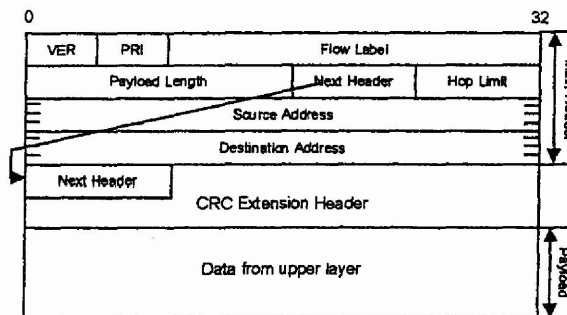 0 32
VER PRI Flow Label
Payload Length Next Header Hop Limit
Source Address
Destination Address
Next Header
CRC Extension Header
Data from upper layer
Payload